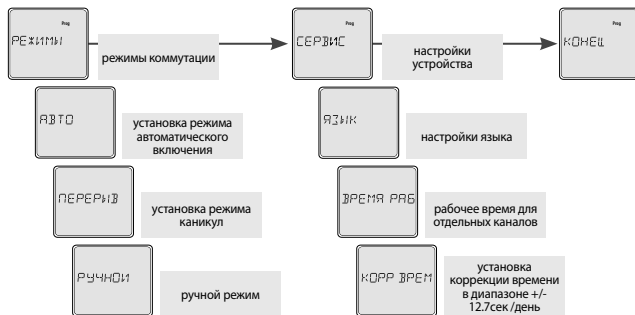 Prog
РЕЖИМЫ
режимы коммутации
Prog
СЕРВИС
настройки
устройства
Prog
КОНЕЦ
АВТО
установка режима
автоматического
включения
ЯЗЫК
настройки языка
ПЕРЕРЫВ
установка режима
каникул
ВРЕМЯ РАБ
рабочее время для
отдельных каналов
РУЧНОИ
ручной режим
КОРР ВРЕМ
установка
коррекции времени
в диапазоне +/-
12.7сек /день